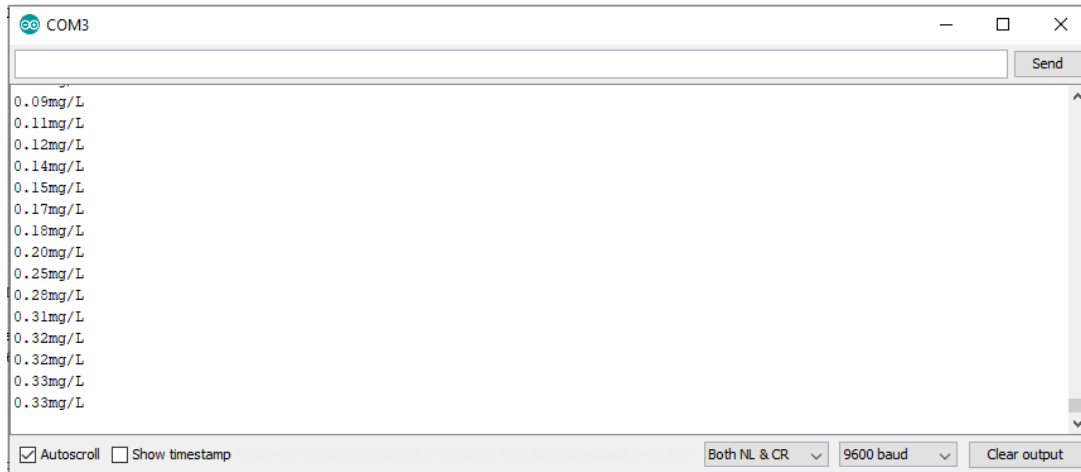 COM3
Send
0.09mg/L
0.11mg/L
0.12mg/L
0.14mg/L
0.15mg/L
0.17mg/L
0.18mg/L
0.20mg/L
0.25mg/L
0.28mg/L
0.31mg/L
0.32mg/L
0.32mg/L
0.33mg/L
0.33mg/L
Autoscroll Show timestamp Both NL & CR 9600 baud Clear output